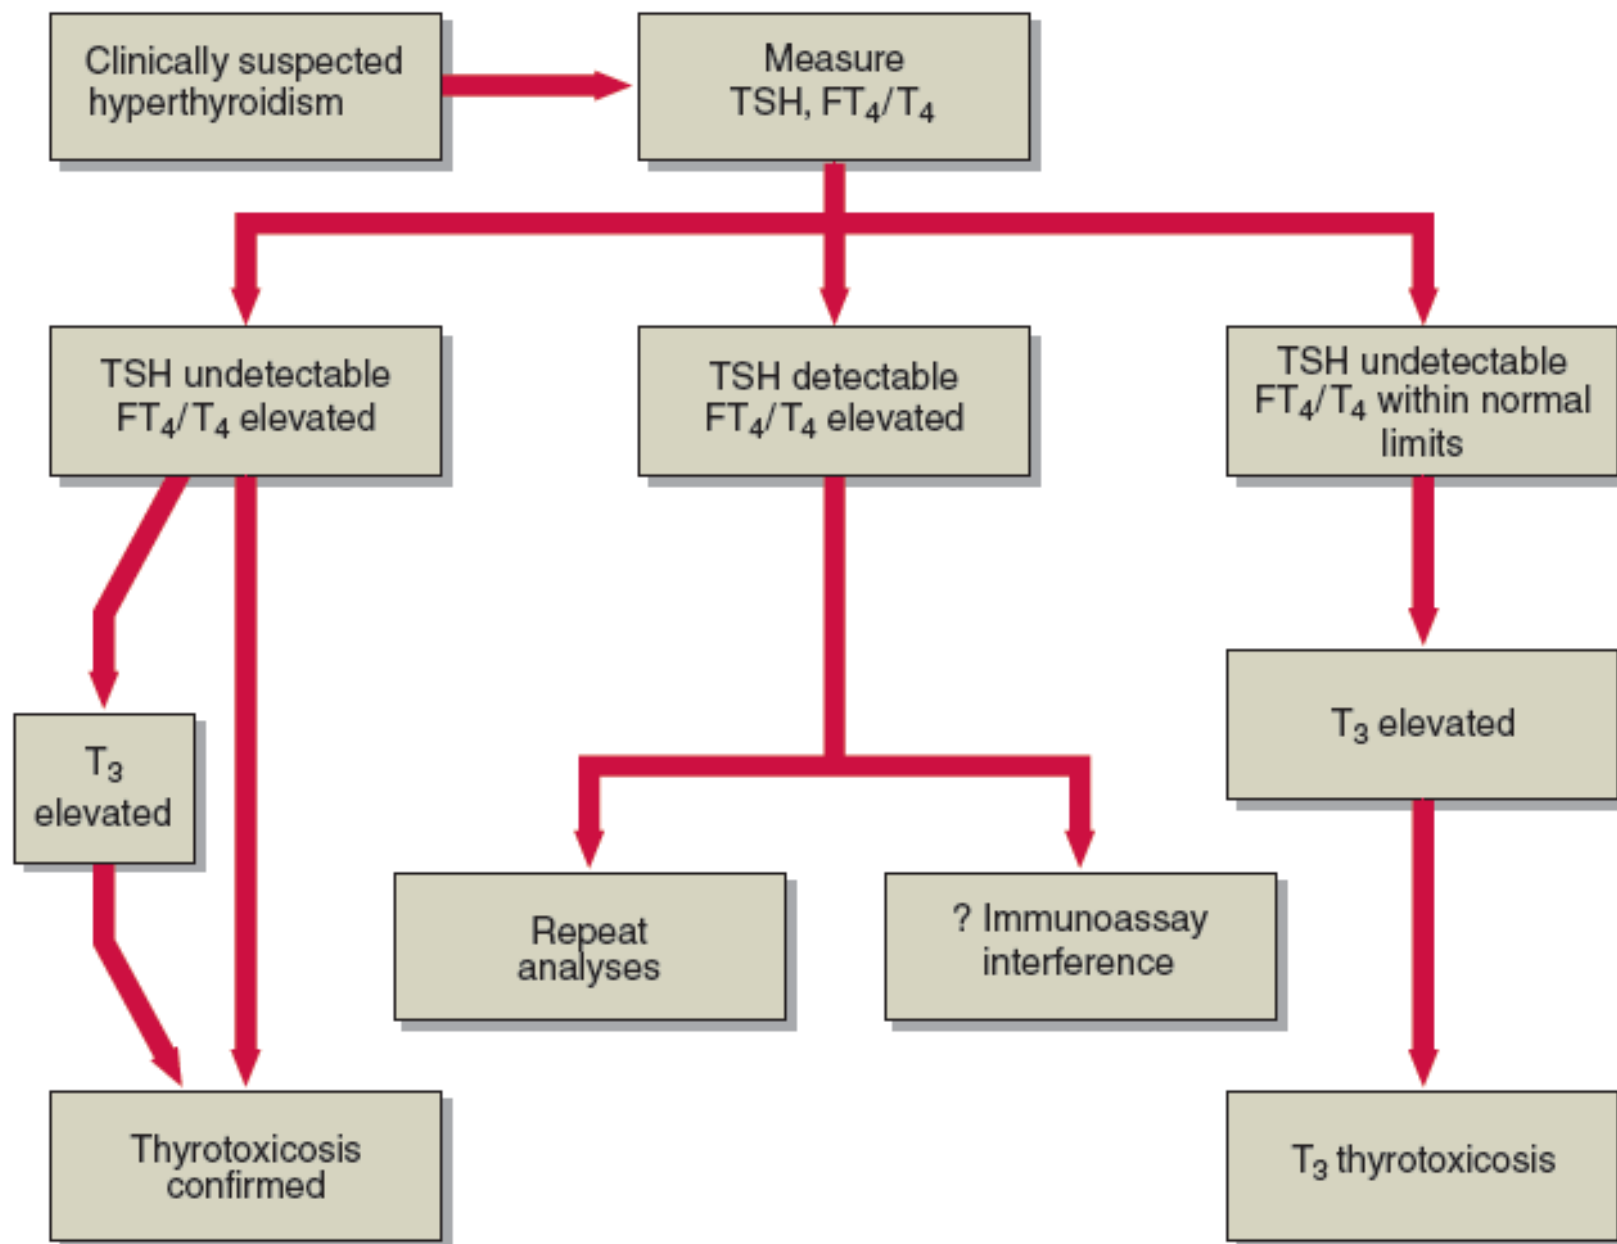 Clinically suspected
hyperthyroidism
Measure
TSH, FT₄/T₄
TSH undetectable
FT₄/T₄ elevated
TSH detectable
FT₄/T₄ elevated
TSH undetectable
FT₄/T₄ within normal
limits
T₃
elevated
T₃ elevated
Repeat
analyses
? Immunoassay
interference
Thyrotoxicosis
confirmed
T₃ thyrotoxicosis